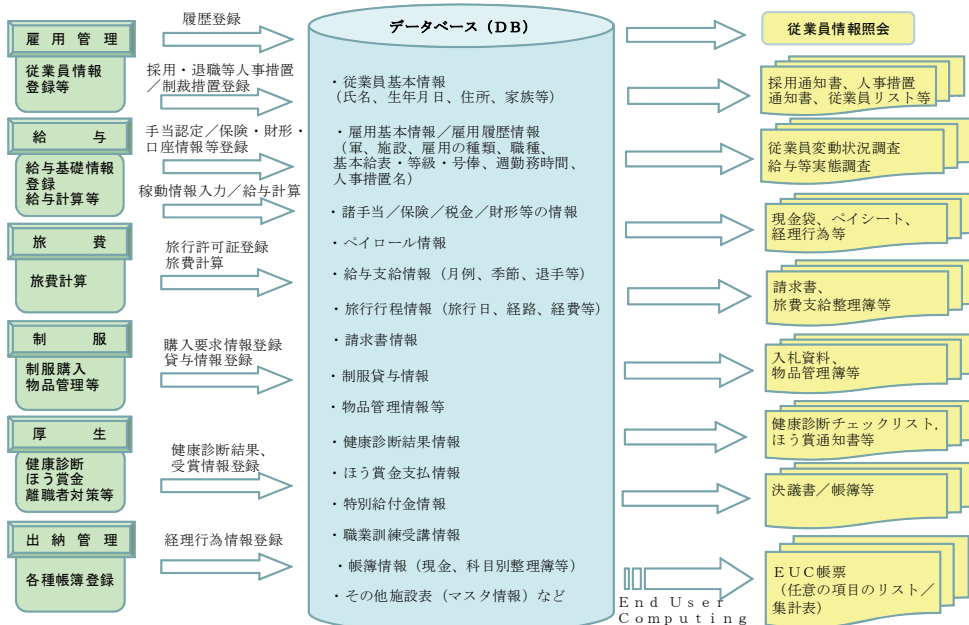 雇用管理
従業員情報
登録等
給与
給与基礎情報
登録
給与計算等
旅費
旅費計算
制服
制服購入
物品管理等
厚生
健康診断
ほう賞金
離職者対策等
出納管理
各種帳簿登録
履歴登録
採用・退職等人事措置
／制裁措置登録
手当認定／保険・財形・
口座情報等登録
稼動情報入力／給与計算
旅行許可証登録
旅費計算
購入要求情報登録
貸与情報登録
健康診断結果、
受賞情報登録
経理行為情報登録
データベース（DB）
・従業員基本情報
（氏名、生年月日、住所、家族等）
・雇用基本情報／雇用履歴情報
（軍、施設、雇用の種類、職種、
基本給表・等級・号俸、週勤務時間、
人事措置名）
・諸手当／保険／税金／財形等の情報
・ペイロール情報
・給与支給情報（月例、季節、退手等）
・旅行行程情報（旅行日、経路、経費等）
・請求書情報
・制服貸与情報
・物品管理情報等
・健康診断結果情報
・ほう賞金支払情報
・特別給付金情報
・職業訓練受講情報
・帳簿情報（現金、科目別整理簿等）
・その他施設表（マスタ情報）など
End User
Computing
従業員情報照会
採用通知書、人事措置
通知書、従業員リスト等
従業員変動状況調査
給与等実態調査
現金袋、ペイシート、
経理行為等
請求書、
旅費支給整理簿等
入札資料、
物品管理簿等
健康診断チェックリスト，
ほう賞通知書等
決議書／帳簿等
EUC帳票
（任意の項目のリスト／
集計表）